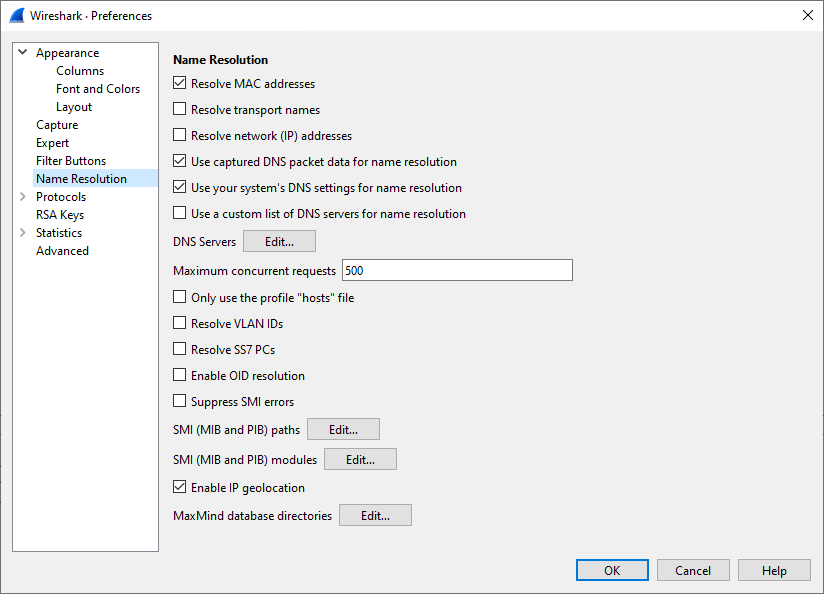 Wireshark · Preferences
Appearance
Columns
Font and Colors
Layout
Capture
Expert
Filter Buttons
Name Resolution
Protocols
RSA Keys
Statistics
Advanced
Name Resolution
Resolve MAC addresses
Resolve transport names
Resolve network (IP) addresses
Use captured DNS packet data for name resolution
Use your system's DNS settings for name resolution
Use a custom list of DNS servers for name resolution
DNS Servers Edit...
Maximum concurrent requests 500
Only use the profile "hosts" file
Resolve VLAN IDs
Resolve SS7 PCs
Enable OID resolution
Suppress SMI errors
SMI (MIB and PIB) paths Edit...
SMI (MIB and PIB) modules Edit...
Enable IP geolocation
MaxMind database directories Edit...
OK Cancel Help